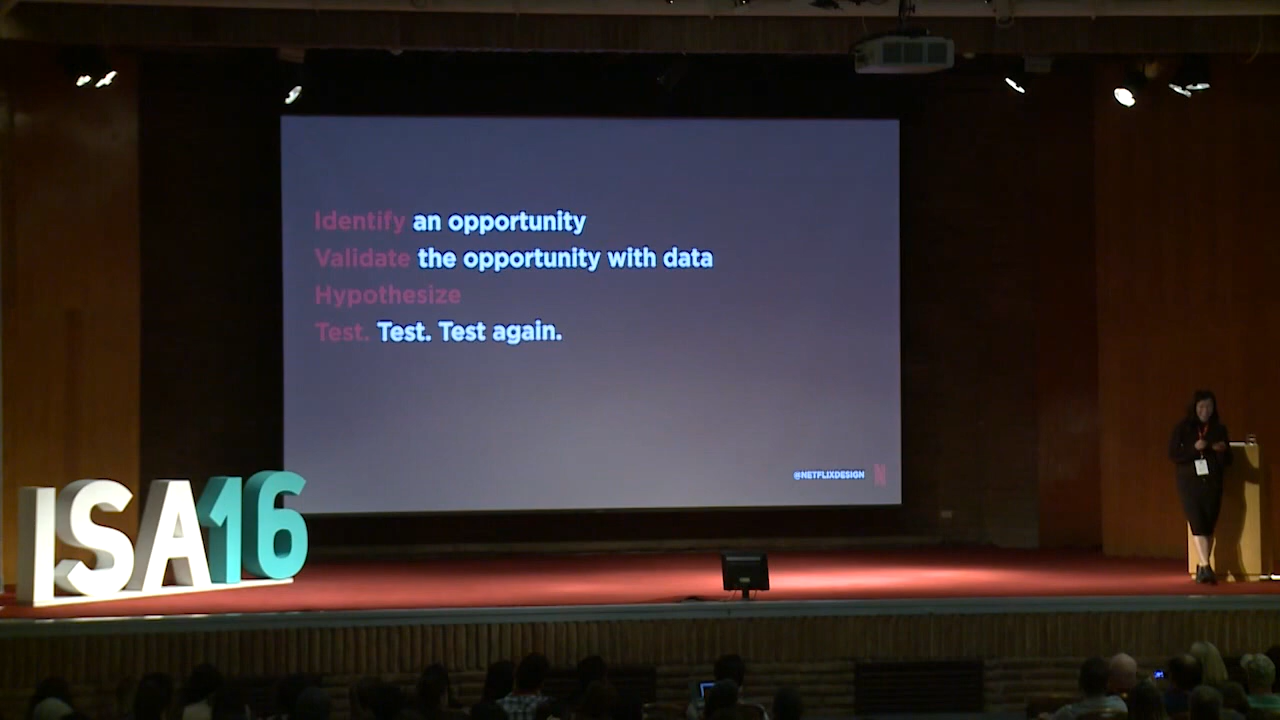 Identify an opportunity
Validate the opportunity with data
Hypothesize
Test. Test. Test again.
@NETFLIXDESIGN N
ISA16